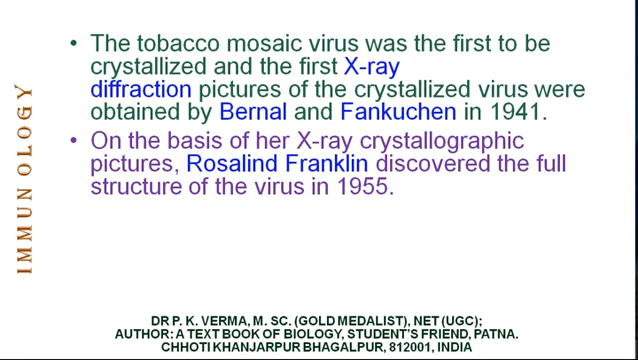 IMMUNOLOGY
• The tobacco mosaic virus was the first to be
crystallized and the first X-ray
diffraction pictures of the crystallized virus were
obtained by Bernal and Fankuchen in 1941.
• On the basis of her X-ray crystallographic
pictures, Rosalind Franklin discovered the full
structure of the virus in 1955.
DR P. K. VERMA, M. SC. (GOLD MEDALIST), NET (UGC);
AUTHOR: A TEXT BOOK OF BIOLOGY, STUDENT'S FRIEND, PATNA.
CHHOTI KHANJARPUR BHAGALPUR, 812001, INDIA